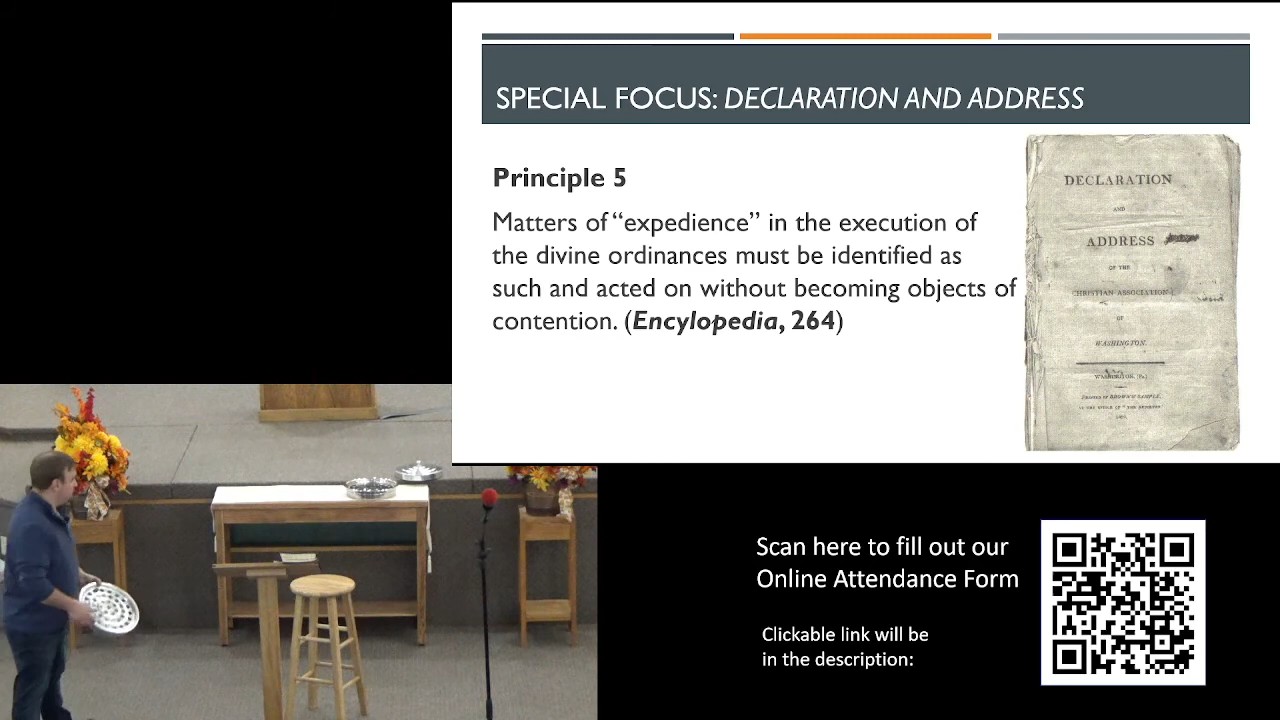 SPECIAL FOCUS: DECLARATION AND ADDRESS
Principle 5
Matters of “expedience” in the execution of
the divine ordinances must be identified as
such and acted on without becoming objects of
contention. (Encylopedia, 264)
DECLARATION
AND
ADDRESS
OF THE
CHRISTIAN ASSOCIATION
OF
WASHINGTON.
Scan here to fill out our
Online Attendance Form
Clickable link will be
in the description: